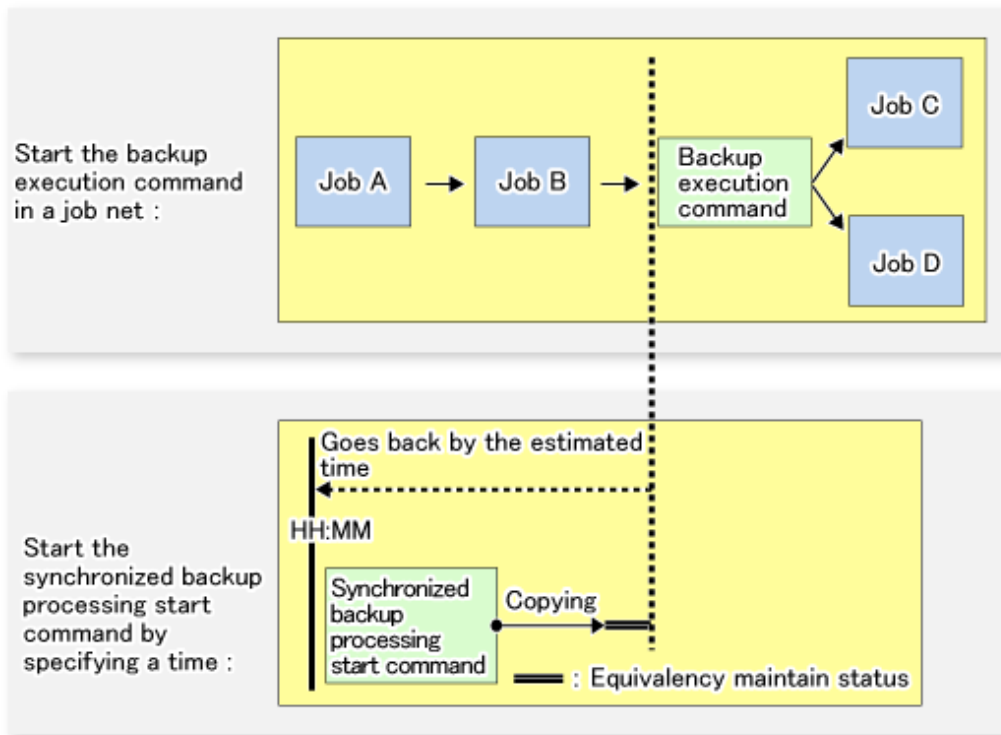 Start the backup
execution command
in a job net :
Job A
Job B
Backup
execution
command
Job C
Job D
Start the
synchronized backup
processing start
command by
specifying a time :
Goes back by the estimated
time
HH:MM
Synchronized
backup
processing
start command
Copying
: Equivalency maintain status